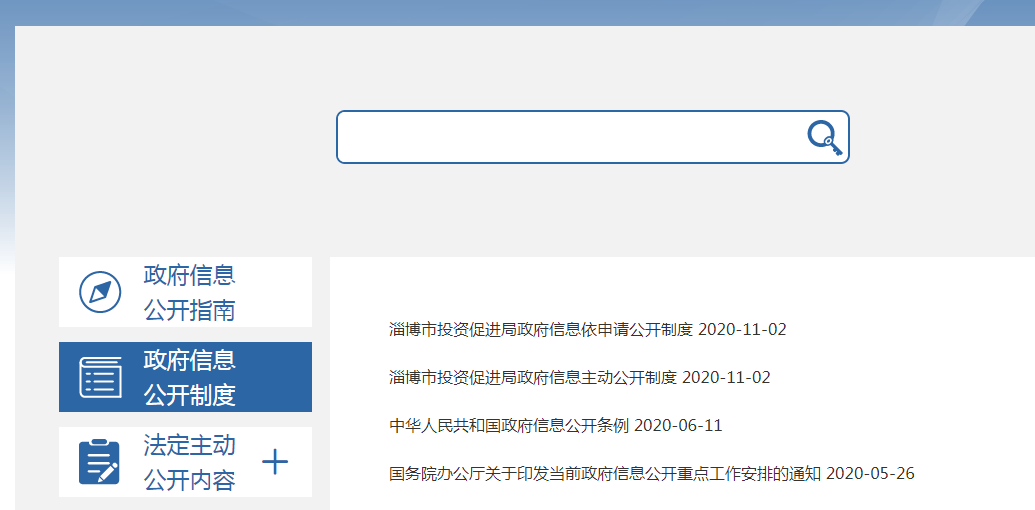 政府信息
公开指南
政府信息
公开制度
法定主动
公开内容
淄博市投资促进局政府信息依申请公开制度 2020-11-02
淄博市投资促进局政府信息主动公开制度 2020-11-02
中华人民共和国政府信息公开条例 2020-06-11
国务院办公厅关于印发当前政府信息公开重点工作安排的通知 2020-05-26